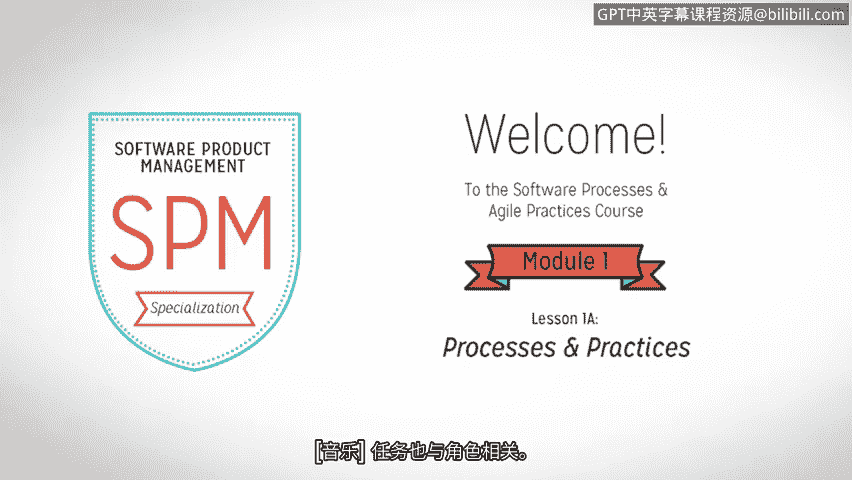 GPT中英字幕课程资源@bilibili.com
SOFTWARE PRODUCT
MANAGEMENT
SPM
Specialization
Welcome!
To the Software Processes &
Agile Practices Course
Module 1
Lesson 1A:
Processes & Practices
[音乐] 任务也与角色相关。